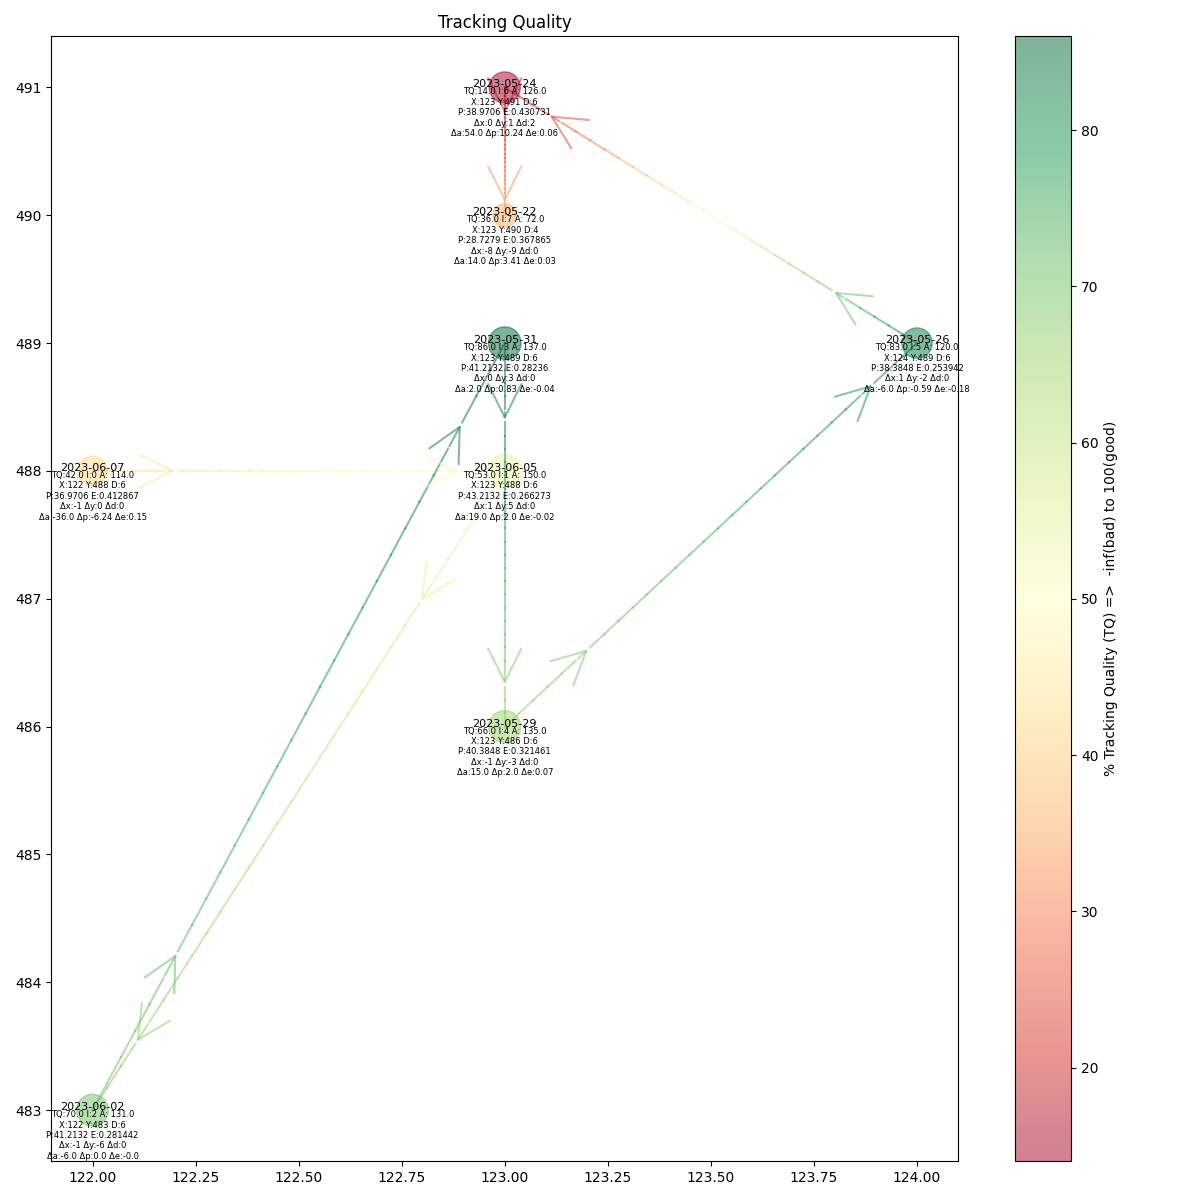 Tracking Quality
491
490
489
488
487
486
485
484
483
2023-05-24
TQ:14.0 I:6 A: 126.0
X:123 Y:491 D:6
P:38.9706 E:0.430731
Δx:0 Δy:1 Δd:2
Δa:54.0 Δp:10.24 Δe:0.06
2023-05-22
TQ:36.0 I:7 A: 72.0
X:123 Y:490 D:4
P:28.7279 E:0.367865
Δx:-8 Δy:-9 Δd:0
Δa:14.0 Δp:3.41 Δe:0.03
2023-05-31
TQ:86.0 I:3 A: 137.0
X:123 Y:489 D:6
P:41.2132 E:0.28236
Δx:0 Δy:3 Δd:0
Δa:2.0 Δp:0.83 Δe:-0.04
2023-05-26
TQ:83.0 I:5 A: 120.0
X:124 Y:489 D:6
P:38.3848 E:0.253942
Δx:1 Δy:-2 Δd:0
Δa:-6.0 Δp:-0.59 Δe:-0.18
2023-06-07
TQ:42.0 I:0 A: 114.0
X:122 Y:488 D:6
P:36.9706 E:0.412867
Δx:-1 Δy:0 Δd:0
Δa:-36.0 Δp:-6.24 Δe:0.15
2023-06-05
TQ:53.0 I:1 A: 150.0
X:123 Y:488 D:6
P:43.2132 E:0.266273
Δx:1 Δy:5 Δd:0
Δa:19.0 Δp:2.0 Δe:-0.02
2023-05-29
TQ:66.0 I:4 A: 135.0
X:123 Y:486 D:6
P:40.3848 E:0.321461
Δx:-1 Δy:-3 Δd:0
Δa:15.0 Δp:2.0 Δe:0.07
2023-06-02
TQ:70.0 I:2 A: 131.0
X:122 Y:483 D:6
P:41.2132 E:0.281442
Δx:-1 Δy:-6 Δd:0
Δa:-6.0 Δp:0.0 Δe:-0.0
122.00 122.25 122.50 122.75 123.00 123.25 123.50 123.75 124.00
80
70
60
50
40
30
20
% Tracking Quality (TQ) => -inf(bad) to 100(good)